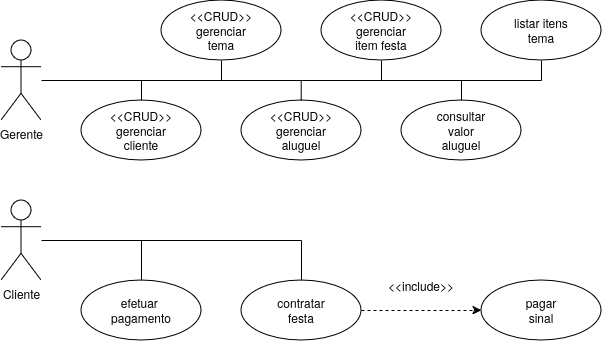 <<CRUD>>
gerenciar
tema
<<CRUD>>
gerenciar
item festa
listar itens
tema
Gerente
<<CRUD>>
gerenciar
cliente
<<CRUD>>
gerenciar
aluguel
consultar
valor
aluguel
Cliente
efetuar
pagamento
contratar
festa
<<include>>
pagar
sinal